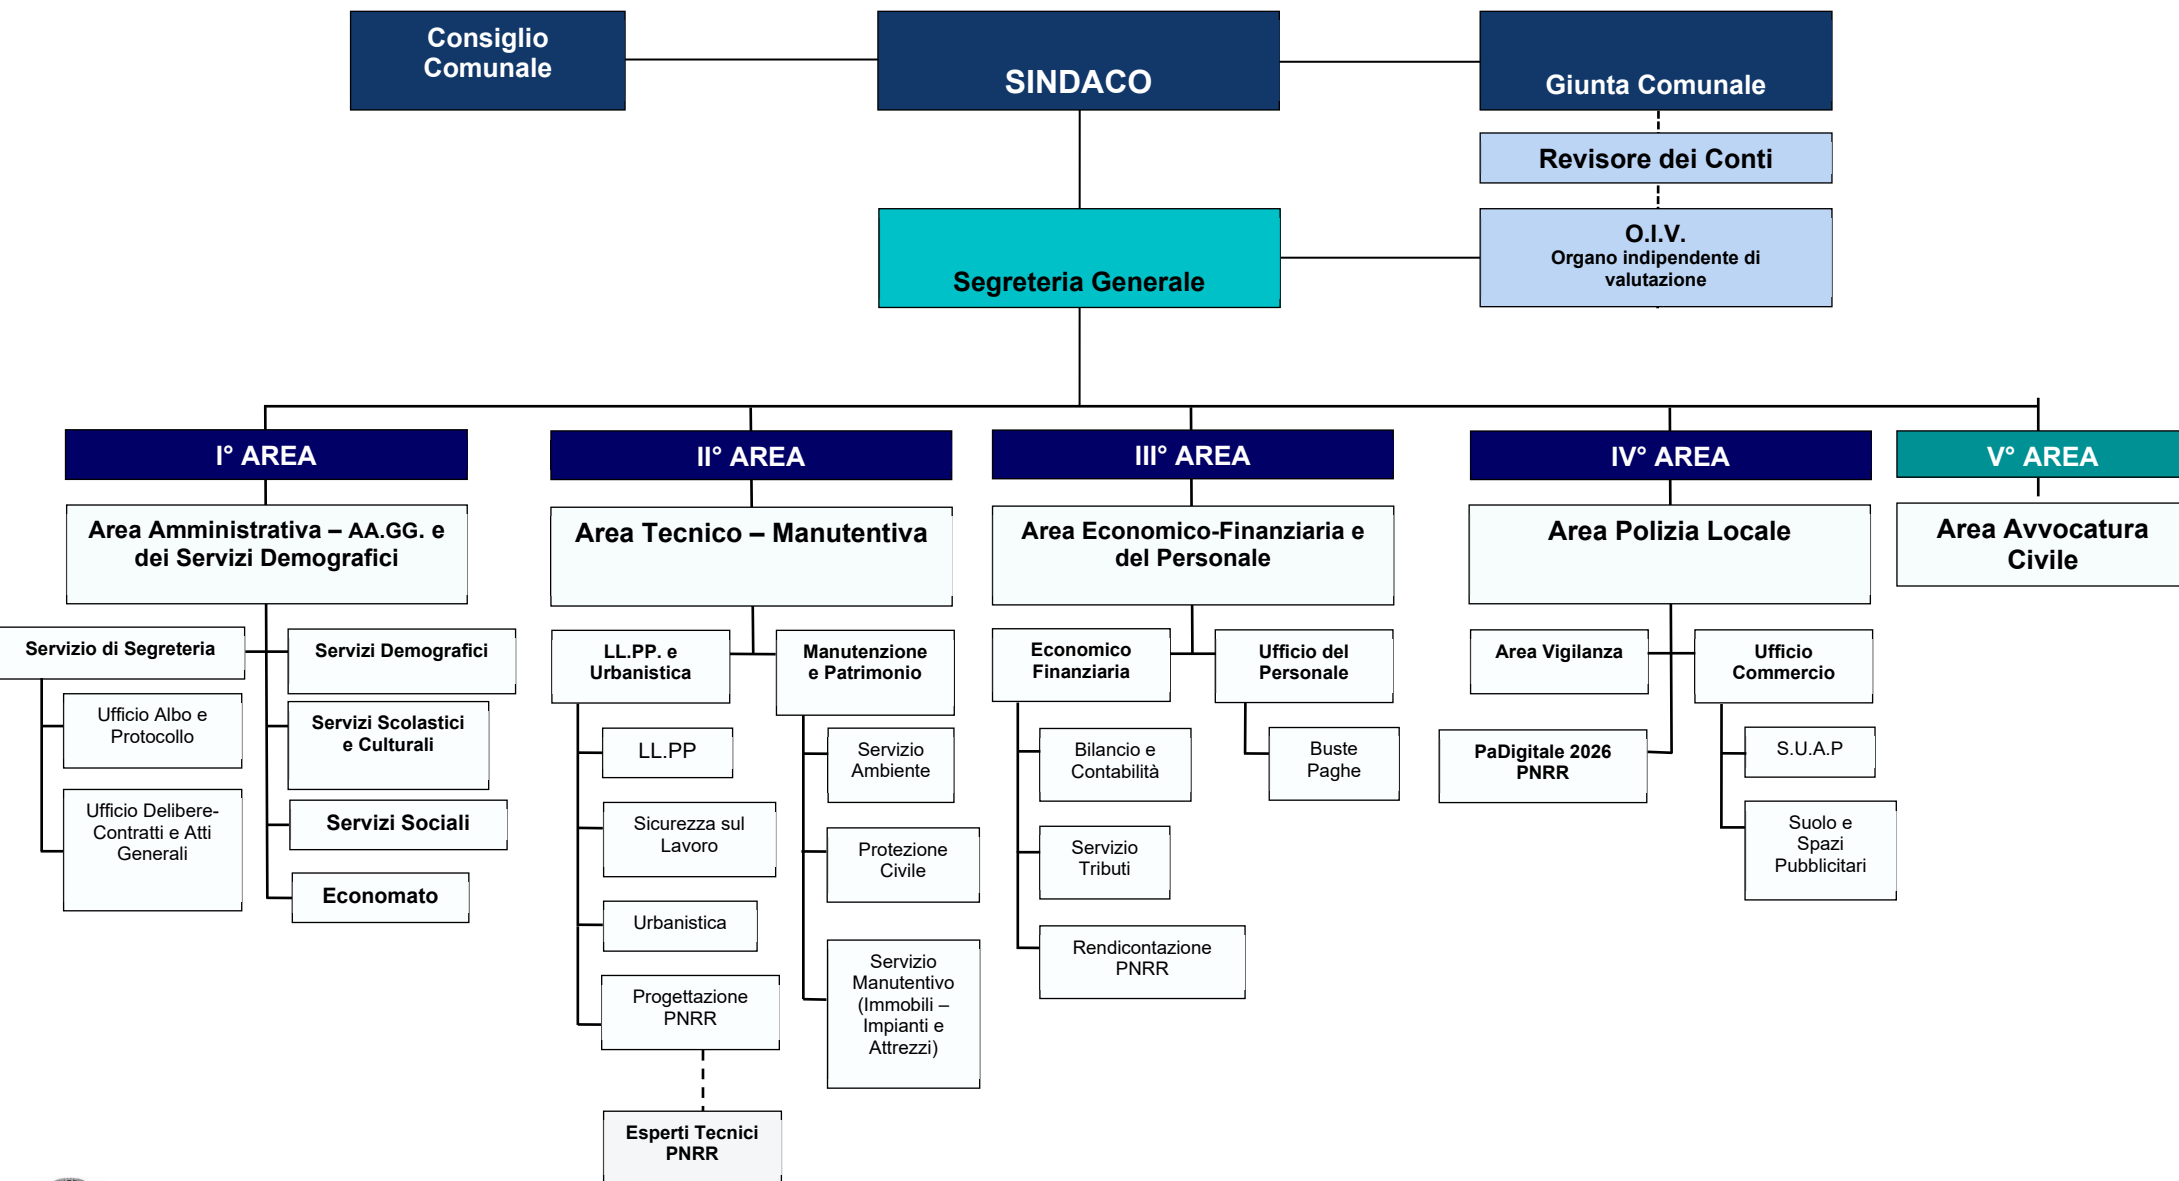 Consiglio
Comunale
SINDACO
Giunta Comunale
Revisore dei Conti
Segreteria Generale
O.I.V.
Organo indipendente di
valutazione
I° AREA
II° AREA
III° AREA
IV° AREA
V° AREA
Area Amministrativa – AA.GG. e
dei Servizi Demografici
Area Tecnico – Manutentiva
Area Economico-Finanziaria e
del Personale
Area Polizia Locale
Area Avvocatura
Civile
Servizio di Segreteria
Ufficio Albo e
Protocollo
Ufficio Delibere-
Contratti e Atti
Generali
Servizi Demografici
Servizi Scolastici
e Culturali
Servizi Sociali
Economato
LL.PP. e
Urbanistica
LL.PP
Sicurezza sul
Lavoro
Urbanistica
Progettazione
PNRR
Esperti Tecnici
PNRR
Manutenzione
e Patrimonio
Servizio
Ambiente
Protezione
Civile
Servizio
Manutentivo
(Immobili –
Impianti e
Attrezzi)
Economico
Finanziaria
Bilancio e
Contabilità
Servizio
Tributi
Rendicontazione
PNRR
Ufficio del
Personale
Buste
Paghe
Area Vigilanza
PaDigitale 2026
PNRR
Ufficio
Commercio
S.U.A.P
Suolo e
Spazi
Pubblicitari